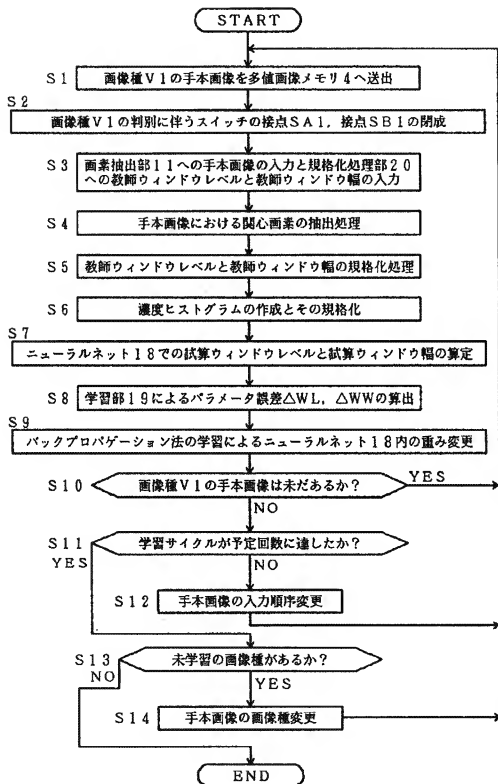 START
S1
画像種V1の手本画像を多値画像メモリ4へ送出
S2
画像種V1の判別に伴うスイッチの接点SA1,接点SB1の閉成
S3
画素抽出部11への手本画像の入力と規格化処理部20
への教師ウィンドウレベルと教師ウィンドウ幅の入力
S4
手本画像における関心画素の抽出処理
S5
教師ウィンドウレベルと教師ウィンドウ幅の規格化処理
S6
濃度ヒストグラムの作成とその規格化
S7
ニューラルネット18での試算ウィンドウレベルと試算ウィンドウ幅の算定
S8
学習部19によるパラメータ誤差△WL,△WWの算出
S9
バックプロパゲーション法の学習によるニューラルネット18内の重み変更
S10
画像種V1の手本画像は未だあるか?
YES
NO
S11
学習サイクルが予定回数に達したか?
YES
NO
S12
手本画像の入力順序変更
S13
未学習の画像種があるか?
NO
YES
S14
手本画像の画像種変更
END